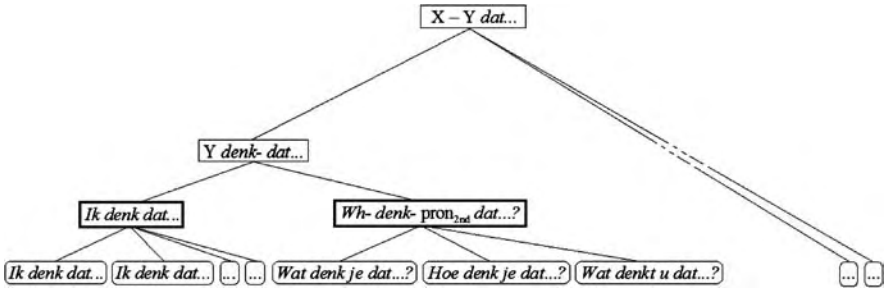 X – Y dat...
Y denk- dat...
Ik denk dat...
Wh- denk- pron2nd dat...?
Ik denk dat...
Ik denk dat...
...
...
Wat denk je dat...?
Hoe denk je dat...?
Wat denkt u dat...?
...
...